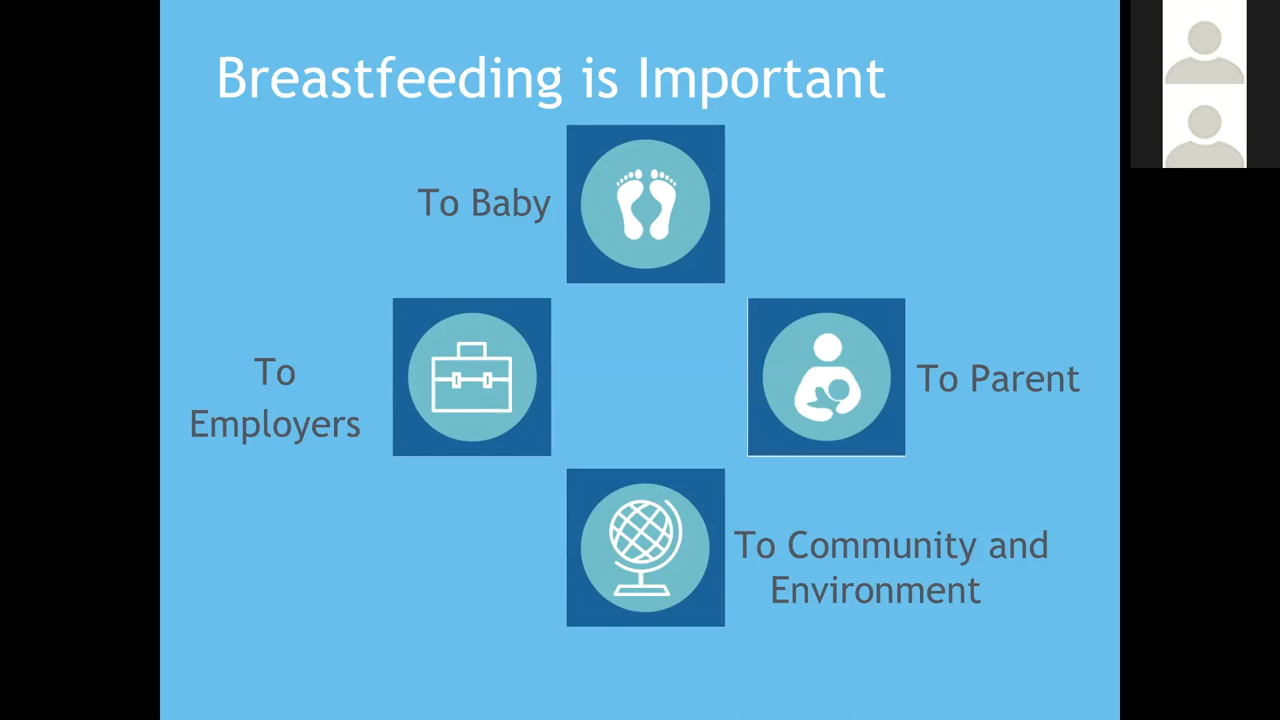 Breastfeeding is Important
To Baby
To
Employers
To Parent
To Community and
Environment